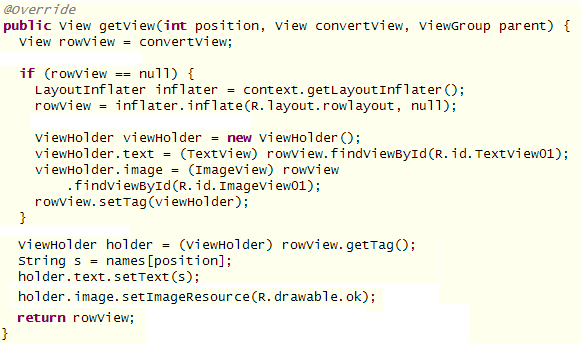 @Override
public View getView(int position, View convertView, ViewGroup parent) {
View rowView = convertView;
if (rowView == null) {
LayoutInflater inflater = context.getLayoutInflater();
rowView = inflater.inflate(R.layout.rowlayout, null);
ViewHolder viewHolder = new ViewHolder();
viewHolder.text = (TextView) rowView.findViewById(R.id.TextView01);
viewHolder.image = (ImageView) rowView
.findViewById(R.id.ImageView01);
rowView.setTag(viewHolder);
}
ViewHolder holder = (ViewHolder) rowView.getTag();
String s = names[position];
holder.text.setText(s);
holder.image.setImageResource(R.drawable.ok);
return rowView;
}